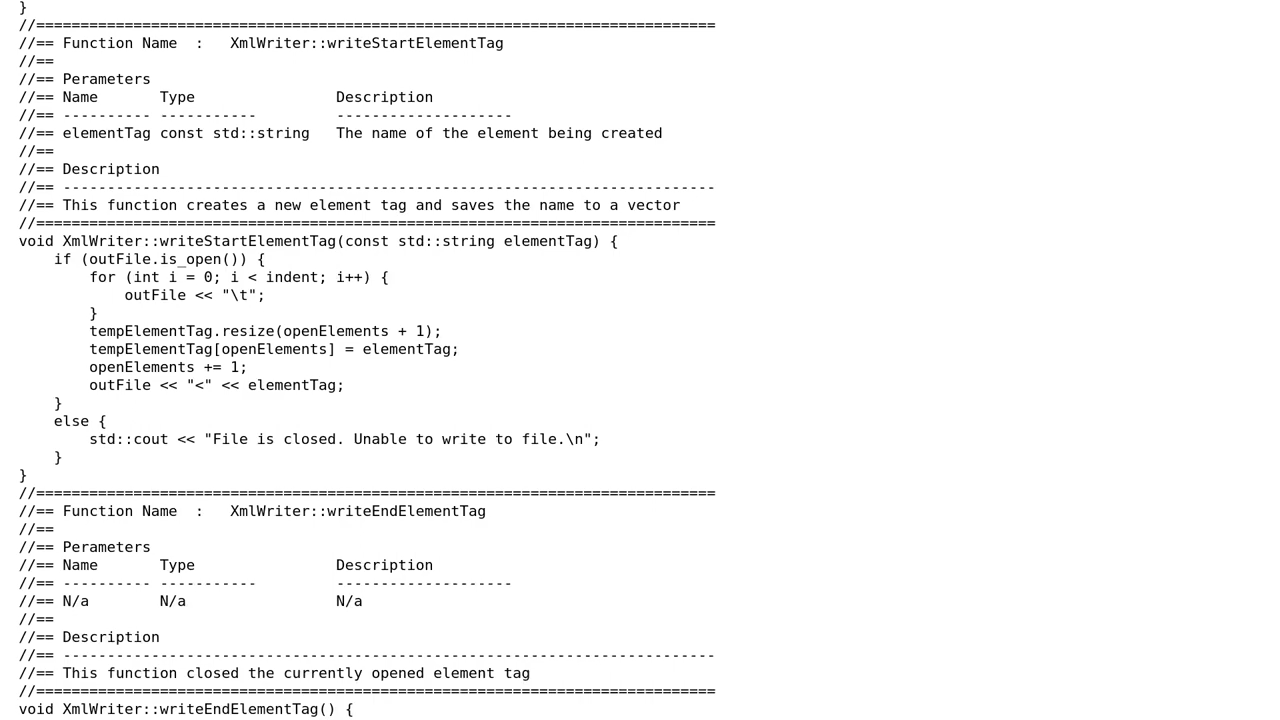 }
//=============================================================================
//== Function Name  :   XmlWriter::writeStartElementTag
//==
//== Perameters
//== Name       Type                Description
//== ---------- -----------         --------------------
//== elementTag const std::string   The name of the element being created
//==
//== Description
//== --------------------------------------------------------------------------
//== This function creates a new element tag and saves the name to a vector
//=============================================================================
void XmlWriter::writeStartElementTag(const std::string elementTag) {
    if (outFile.is_open()) {
        for (int i = 0; i < indent; i++) {
            outFile << "\t";
        }
        tempElementTag.resize(openElements + 1);
        tempElementTag[openElements] = elementTag;
        openElements += 1;
        outFile << "<" << elementTag;
    }
    else {
        std::cout << "File is closed. Unable to write to file.\n";
    }
}
//=============================================================================
//== Function Name  :   XmlWriter::writeEndElementTag
//==
//== Perameters
//== Name       Type                Description
//== ---------- -----------         --------------------
//== N/a        N/a                 N/a
//==
//== Description
//== --------------------------------------------------------------------------
//== This function closed the currently opened element tag
//=============================================================================
void XmlWriter::writeEndElementTag() {